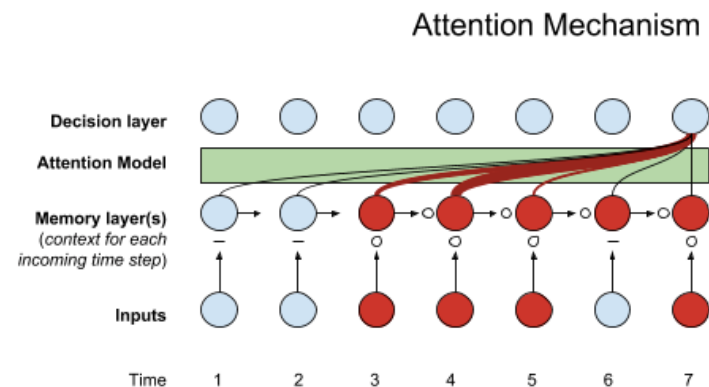 Attention Mechanism
Decision layer
Attention Model
Memory layer(s)
(context for each
incoming time step)
Inputs
Time 1 2 3 4 5 6 7